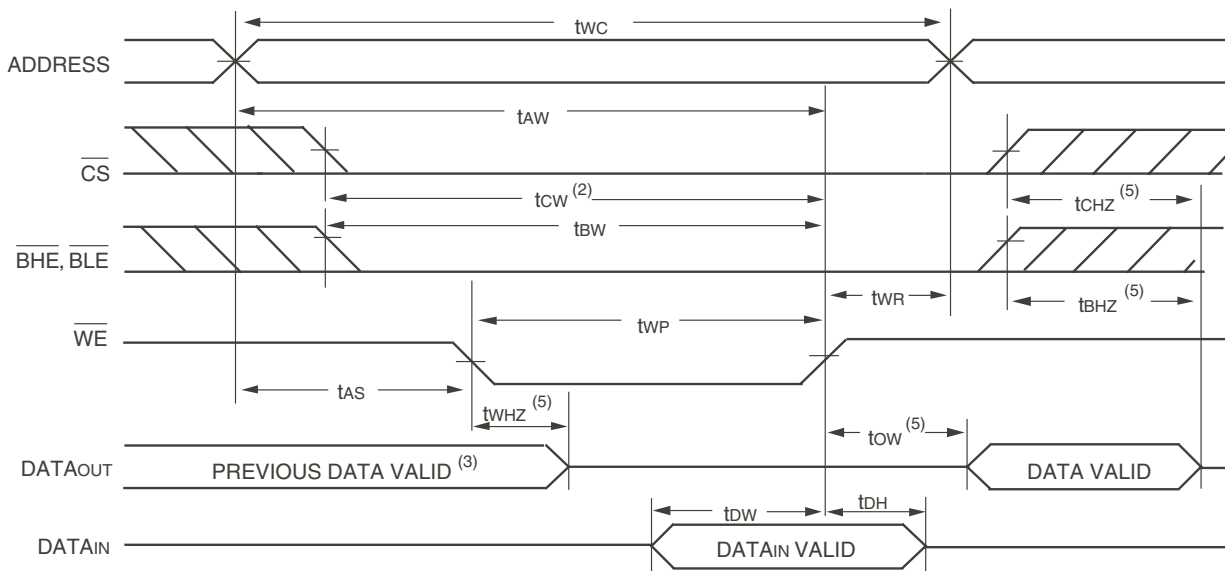 tWC
ADDRESS
tAW
CS
tCW (2)
tCHZ (5)
tBW
BHE, BLE
tWR
tBHZ (5)
tWP
WE
tAS
tWHZ (5)
tOW (5)
DATAOUT
PREVIOUS DATA VALID (3)
DATA VALID
tDW
tDH
DATAIN
DATAIN VALID